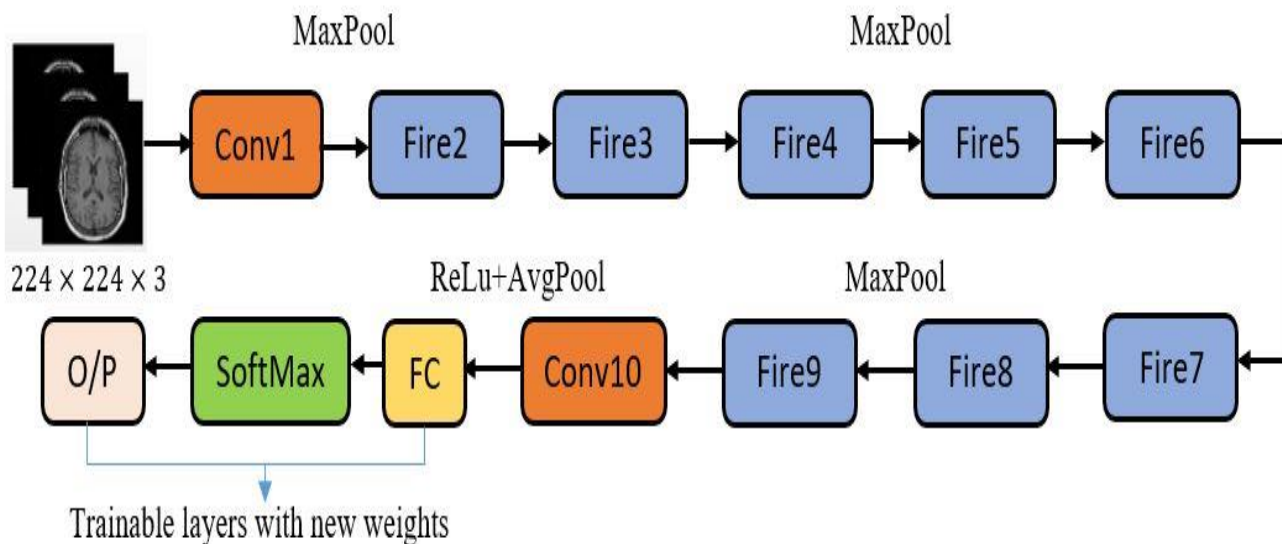 MaxPool
MaxPool
Conv1
Fire2
Fire3
Fire4
Fire5
Fire6
224 × 224 × 3
ReLu+AvgPool
MaxPool
O/P
SoftMax
FC
Conv10
Fire9
Fire8
Fire7
Trainable layers with new weights